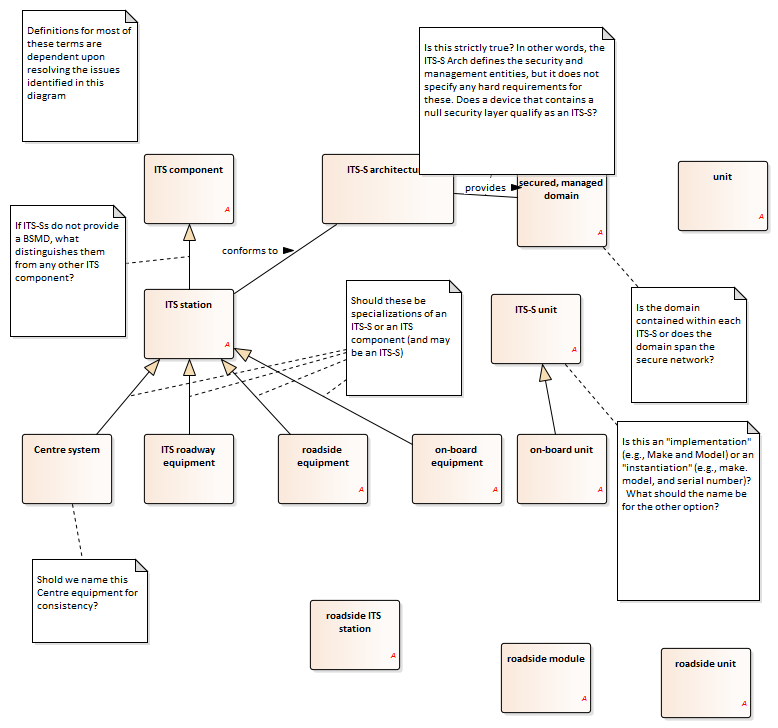 Definitions for most of
these terms are
dependent upon
resolving the issues
identified in this
diagram
Is this strictly true? In other words, the
ITS-S Arch defines the security and
management entities, but it does not
specify any hard requirements for
these. Does a device that contains a
null security layer qualify as an ITS-S?
ITS component
A
ITS-S architectur
provides
secured, managed
domain
A
unit
A
If ITS-Ss do not provide
a BSMD, what
distinguishes them
from any other ITS
component?
conforms to
ITS station
A
Should these be
specializations of an
ITS-S or an ITS
component (and may
be an ITS-S)
ITS-S unit
A
Is the domain
contained within each
ITS-S or does the
domain span the
secure network?
Centre system
ITS roadway
equipment
roadside
equipment
A
on-board
equipment
A
on-board unit
A
Is this an "implementation"
(e.g., Make and Model) or an
"instantiation" (e.g., make.
model, and serial number)?
What should the name be
for the other option?
Shold we name this
Centre equipment for
consistency?
roadside ITS
station
A
roadside module
A
roadside unit
A